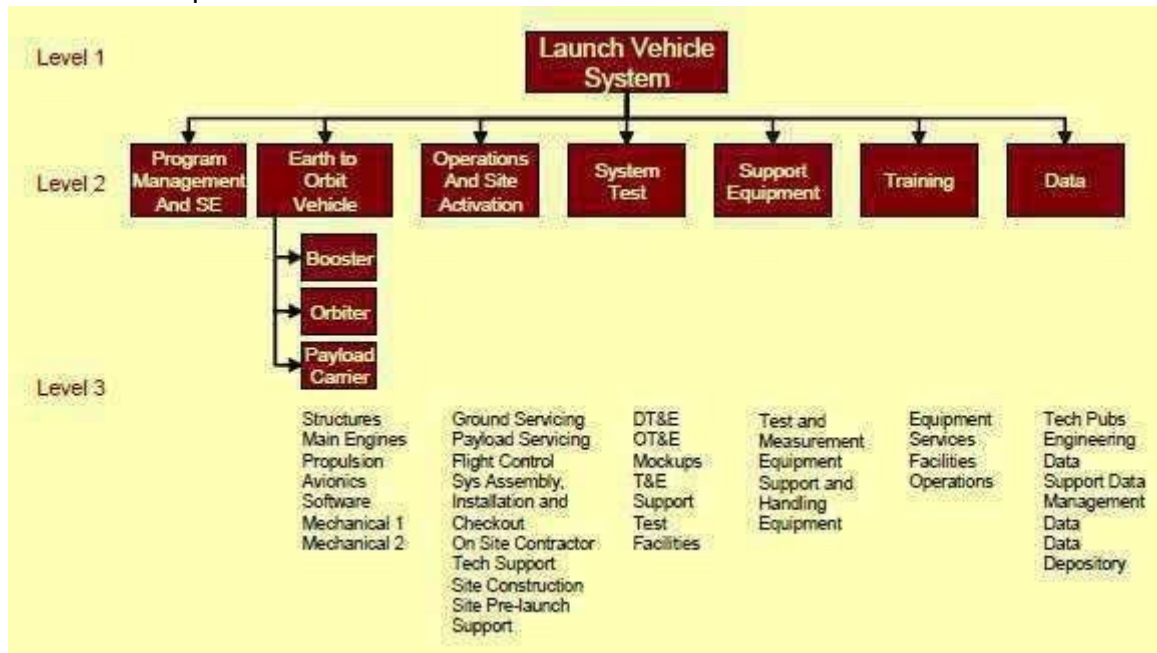 Level 1
Launch Vehicle
System
Level 2
Program
Management
And SE
Earth to
Orbit
Vehicle
Operations
And Site
Activation
System
Test
Support
Equipment
Training
Data
Booster
Orbiter
Payload
Carrier
Level 3
Structures
Main Engines
Propulsion
Avionics
Software
Mechanical 1
Mechanical 2
Ground Servicing
Payload Servicing
Flight Control
Sys Assembly,
Installation and
Checkout
On Site Contractor
Tech Support
Site Construction
Site Pre-launch
Support
DT&E
OT&E
Mockups
T&E
Support
Test
Facilities
Test and
Measurement
Equipment
Support and
Handling
Equipment
Equipment
Services
Facilities
Operations
Tech Pubs
Engineering
Data
Support Data
Management
Data
Data
Depository